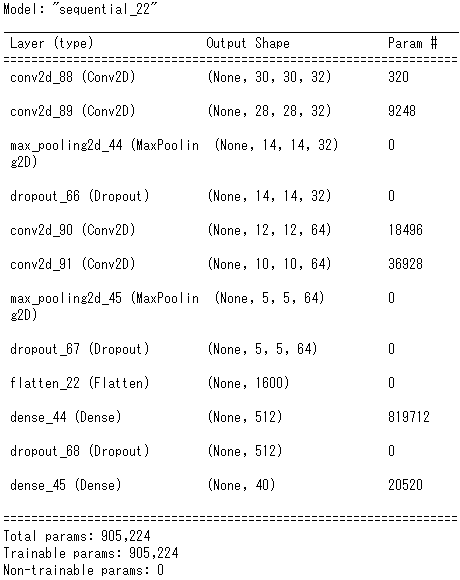 Model: "sequential_22"
_________________________________________________________________
Layer (type) Output Shape Param #
=================================================================
conv2d_88 (Conv2D) (None, 30, 30, 32) 320
conv2d_89 (Conv2D) (None, 28, 28, 32) 9248
max_pooling2d_44 (MaxPoolin (None, 14, 14, 32) 0
g2D)
dropout_66 (Dropout) (None, 14, 14, 32) 0
conv2d_90 (Conv2D) (None, 12, 12, 64) 18496
conv2d_91 (Conv2D) (None, 10, 10, 64) 36928
max_pooling2d_45 (MaxPoolin (None, 5, 5, 64) 0
g2D)
dropout_67 (Dropout) (None, 5, 5, 64) 0
flatten_22 (Flatten) (None, 1600) 0
dense_44 (Dense) (None, 512) 819712
dropout_68 (Dropout) (None, 512) 0
dense_45 (Dense) (None, 40) 20520
=================================================================
Total params: 905,224
Trainable params: 905,224
Non-trainable params: 0